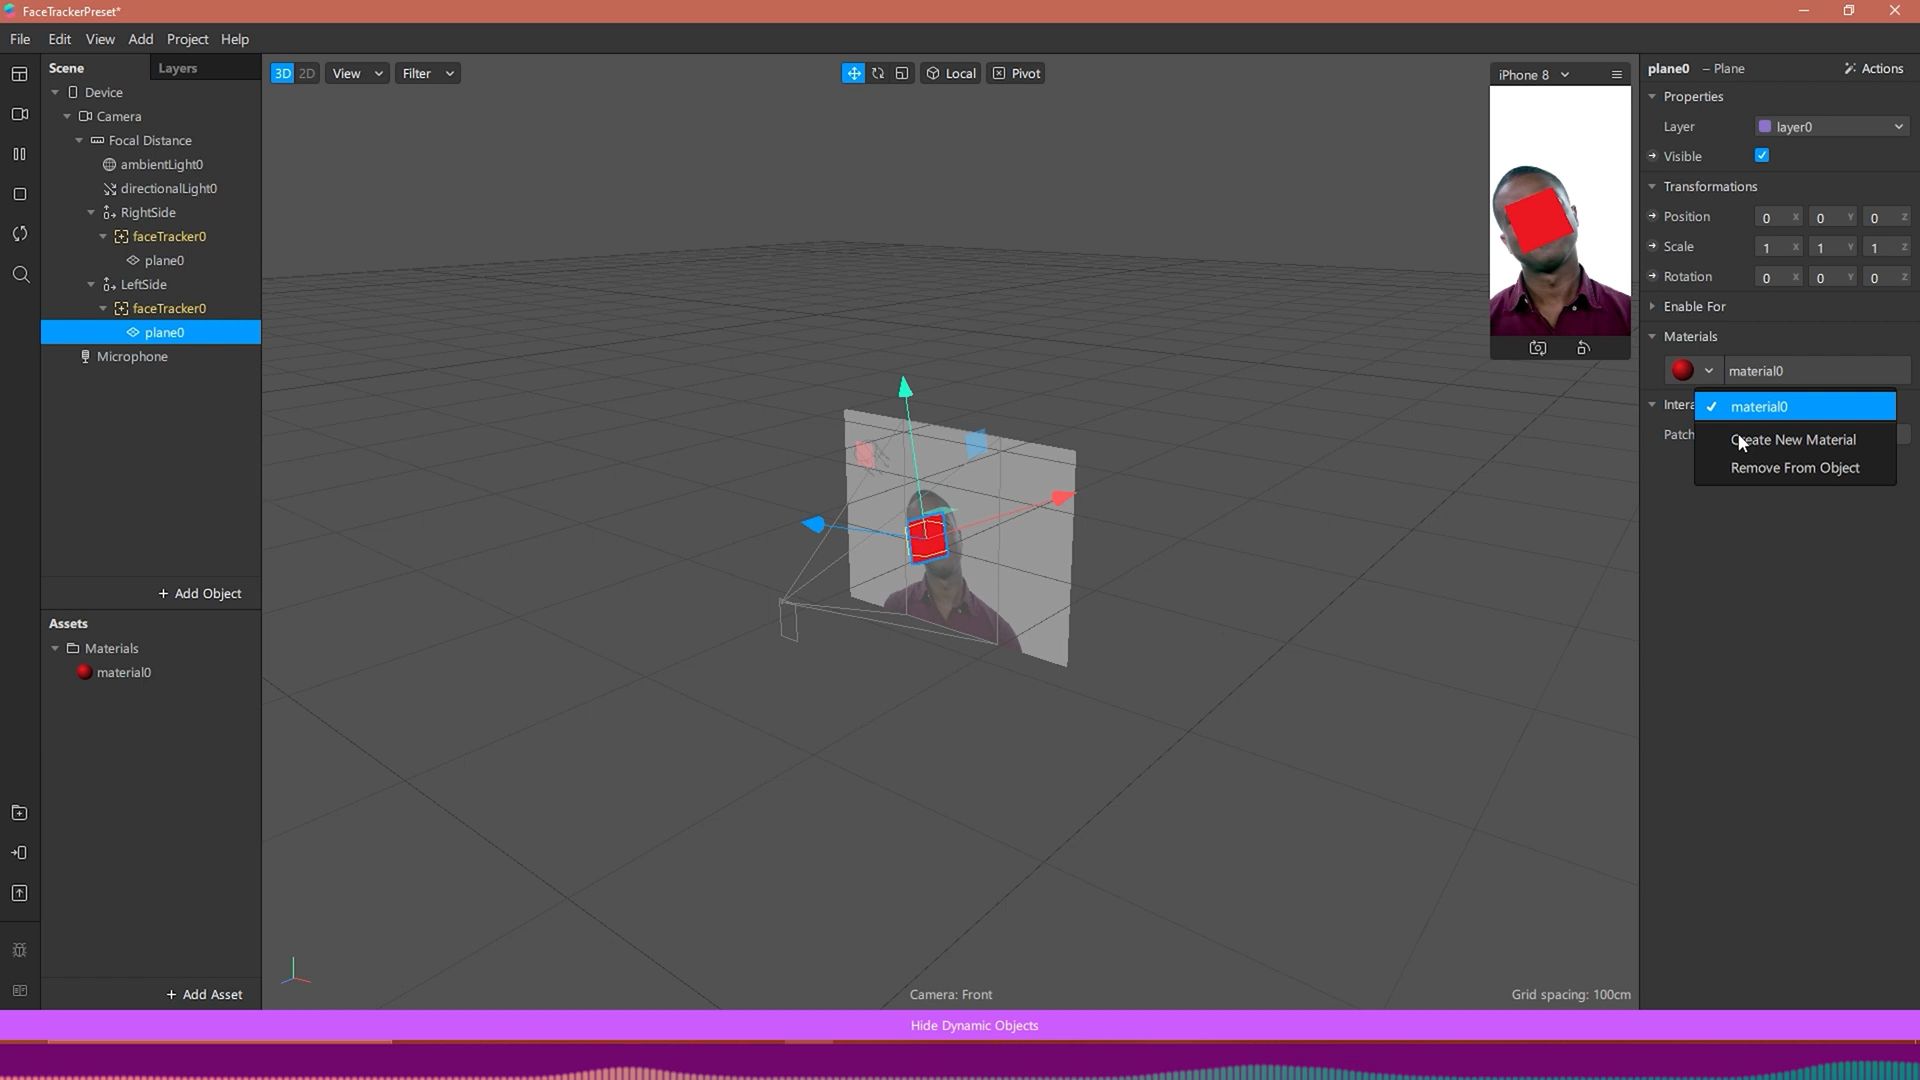 FaceTrackerPreset*
File Edit View Add Project Help
Scene Layers
Device
Camera
Focal Distance
ambientLight0
directionalLight0
RightSide
faceTracker0
plane0
LeftSide
faceTracker0
plane0
Microphone
+ Add Object
Assets
Materials
material0
+ Add Asset
3D 2D View Filter
Local Pivot
iPhone 8
Camera: Front
Grid spacing: 100cm
plane0 – Plane Actions
Properties
Layer layer0
Visible
Transformations
Position 0 X 0 Y 0 Z
Scale 1 X 1 Y 1 Z
Rotation 0 X 0 Y 0 Z
Enable For
Materials
material0
Intera
material0
Patch
Create New Material
Remove From Object
Hide Dynamic Objects